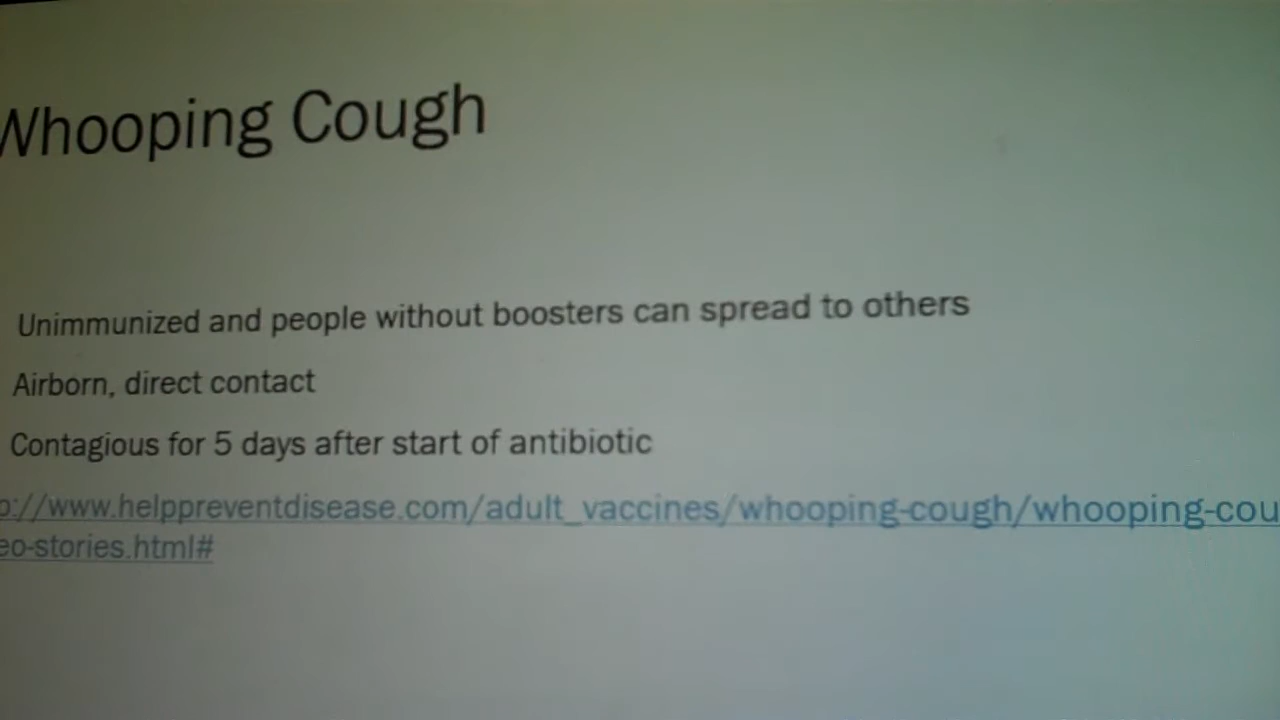 Whooping Cough
Unimmunized and people without boosters can spread to others
Airborn, direct contact
Contagious for 5 days after start of antibiotic
p://www.helppreventdisease.com/adult_vaccines/whooping-cough/whooping-cou
eo-stories.html#